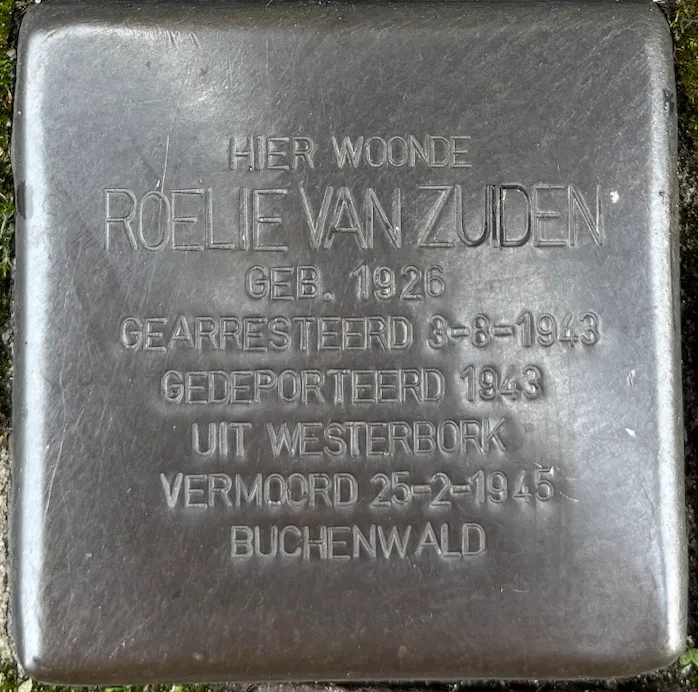 HIER WOONDE
ROELIE VAN ZUIDEN
GEB. 1926
GEARRESTEERD 3-8-1943
GEDEPORTEERD 1943
UIT WESTERBORK
VERMOORD 25-2-1945
BUCHENWALD